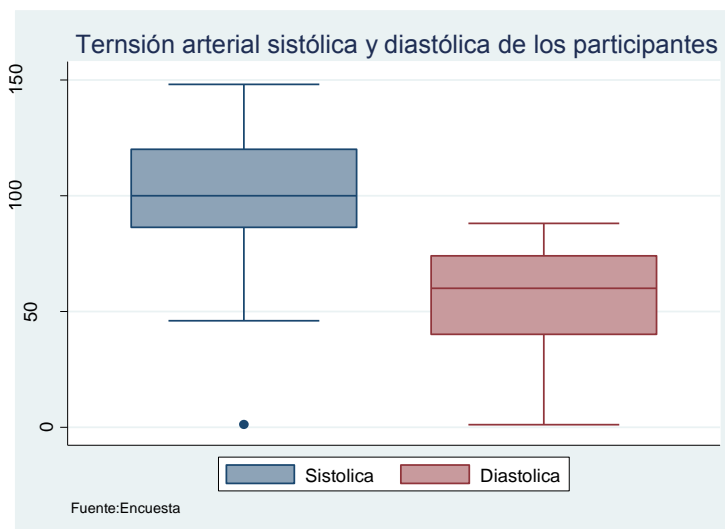 Ternsión arterial sistólica y diastólica de los participantes
150
100
50
0
Sistolica Diastolica
Fuente:Encuesta